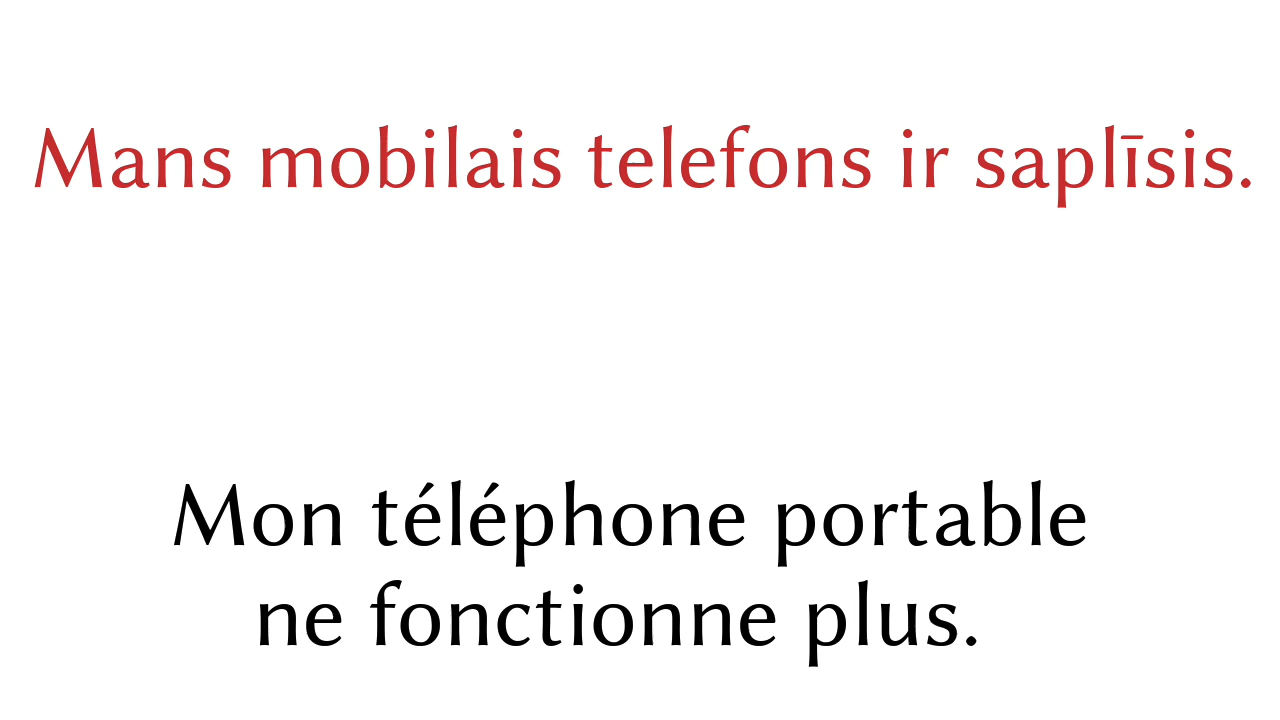 Mans mobilais telefons ir saplīsis.
Mon téléphone portable
ne fonctionne plus.